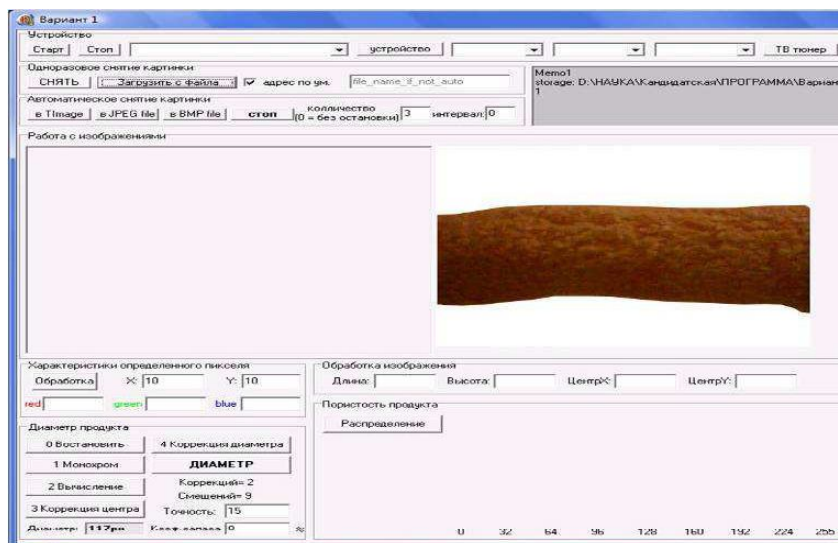 Вариант 1
Устройство
Старт Стоп устройство ТВ тюнер
Одноразовое снятие картинки
СНЯТЬ Загрузить с файла адрес по ум. file_name_if_not_auto
Memo1
storage: D:\НАУКА\Кандидатская\ПРОГРАММА\Вариан
1
Автоматическое снятие картинки
в TImage в JPEG file в BMP file стоп колличество (0 = без остановки) 3 интервал: 0
Работа с изображениями
Характеристики определенного пикселя
Обработка X: 10 Y: 10
red green blue
Обработка изображения
Длина: Высота: ЦентрX: ЦентрY:
Диаметр продукта
0 Востановить 4 Коррекция диаметра
1 Монохром ДИАМЕТР
2 Вычисление Коррекций= 2
Смещений= 9
3 Коррекция центра Точность: 15
Диаметр: 117 0 %
Пористость продукта
Распределение
0 32 64 96 128 160 192 224 255